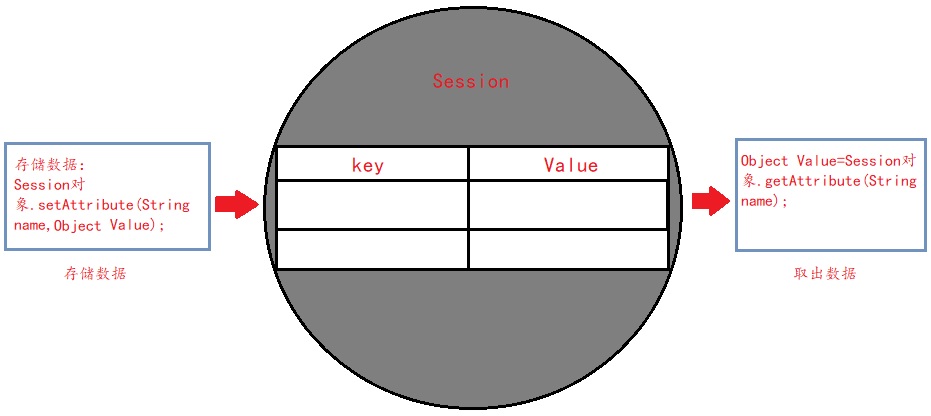 Session
存储数据:
Session对
象.setAttribute(String
name,Object Value);
存储数据
key Value
Object Value=Session对
象.getAttribute(String
name);
取出数据